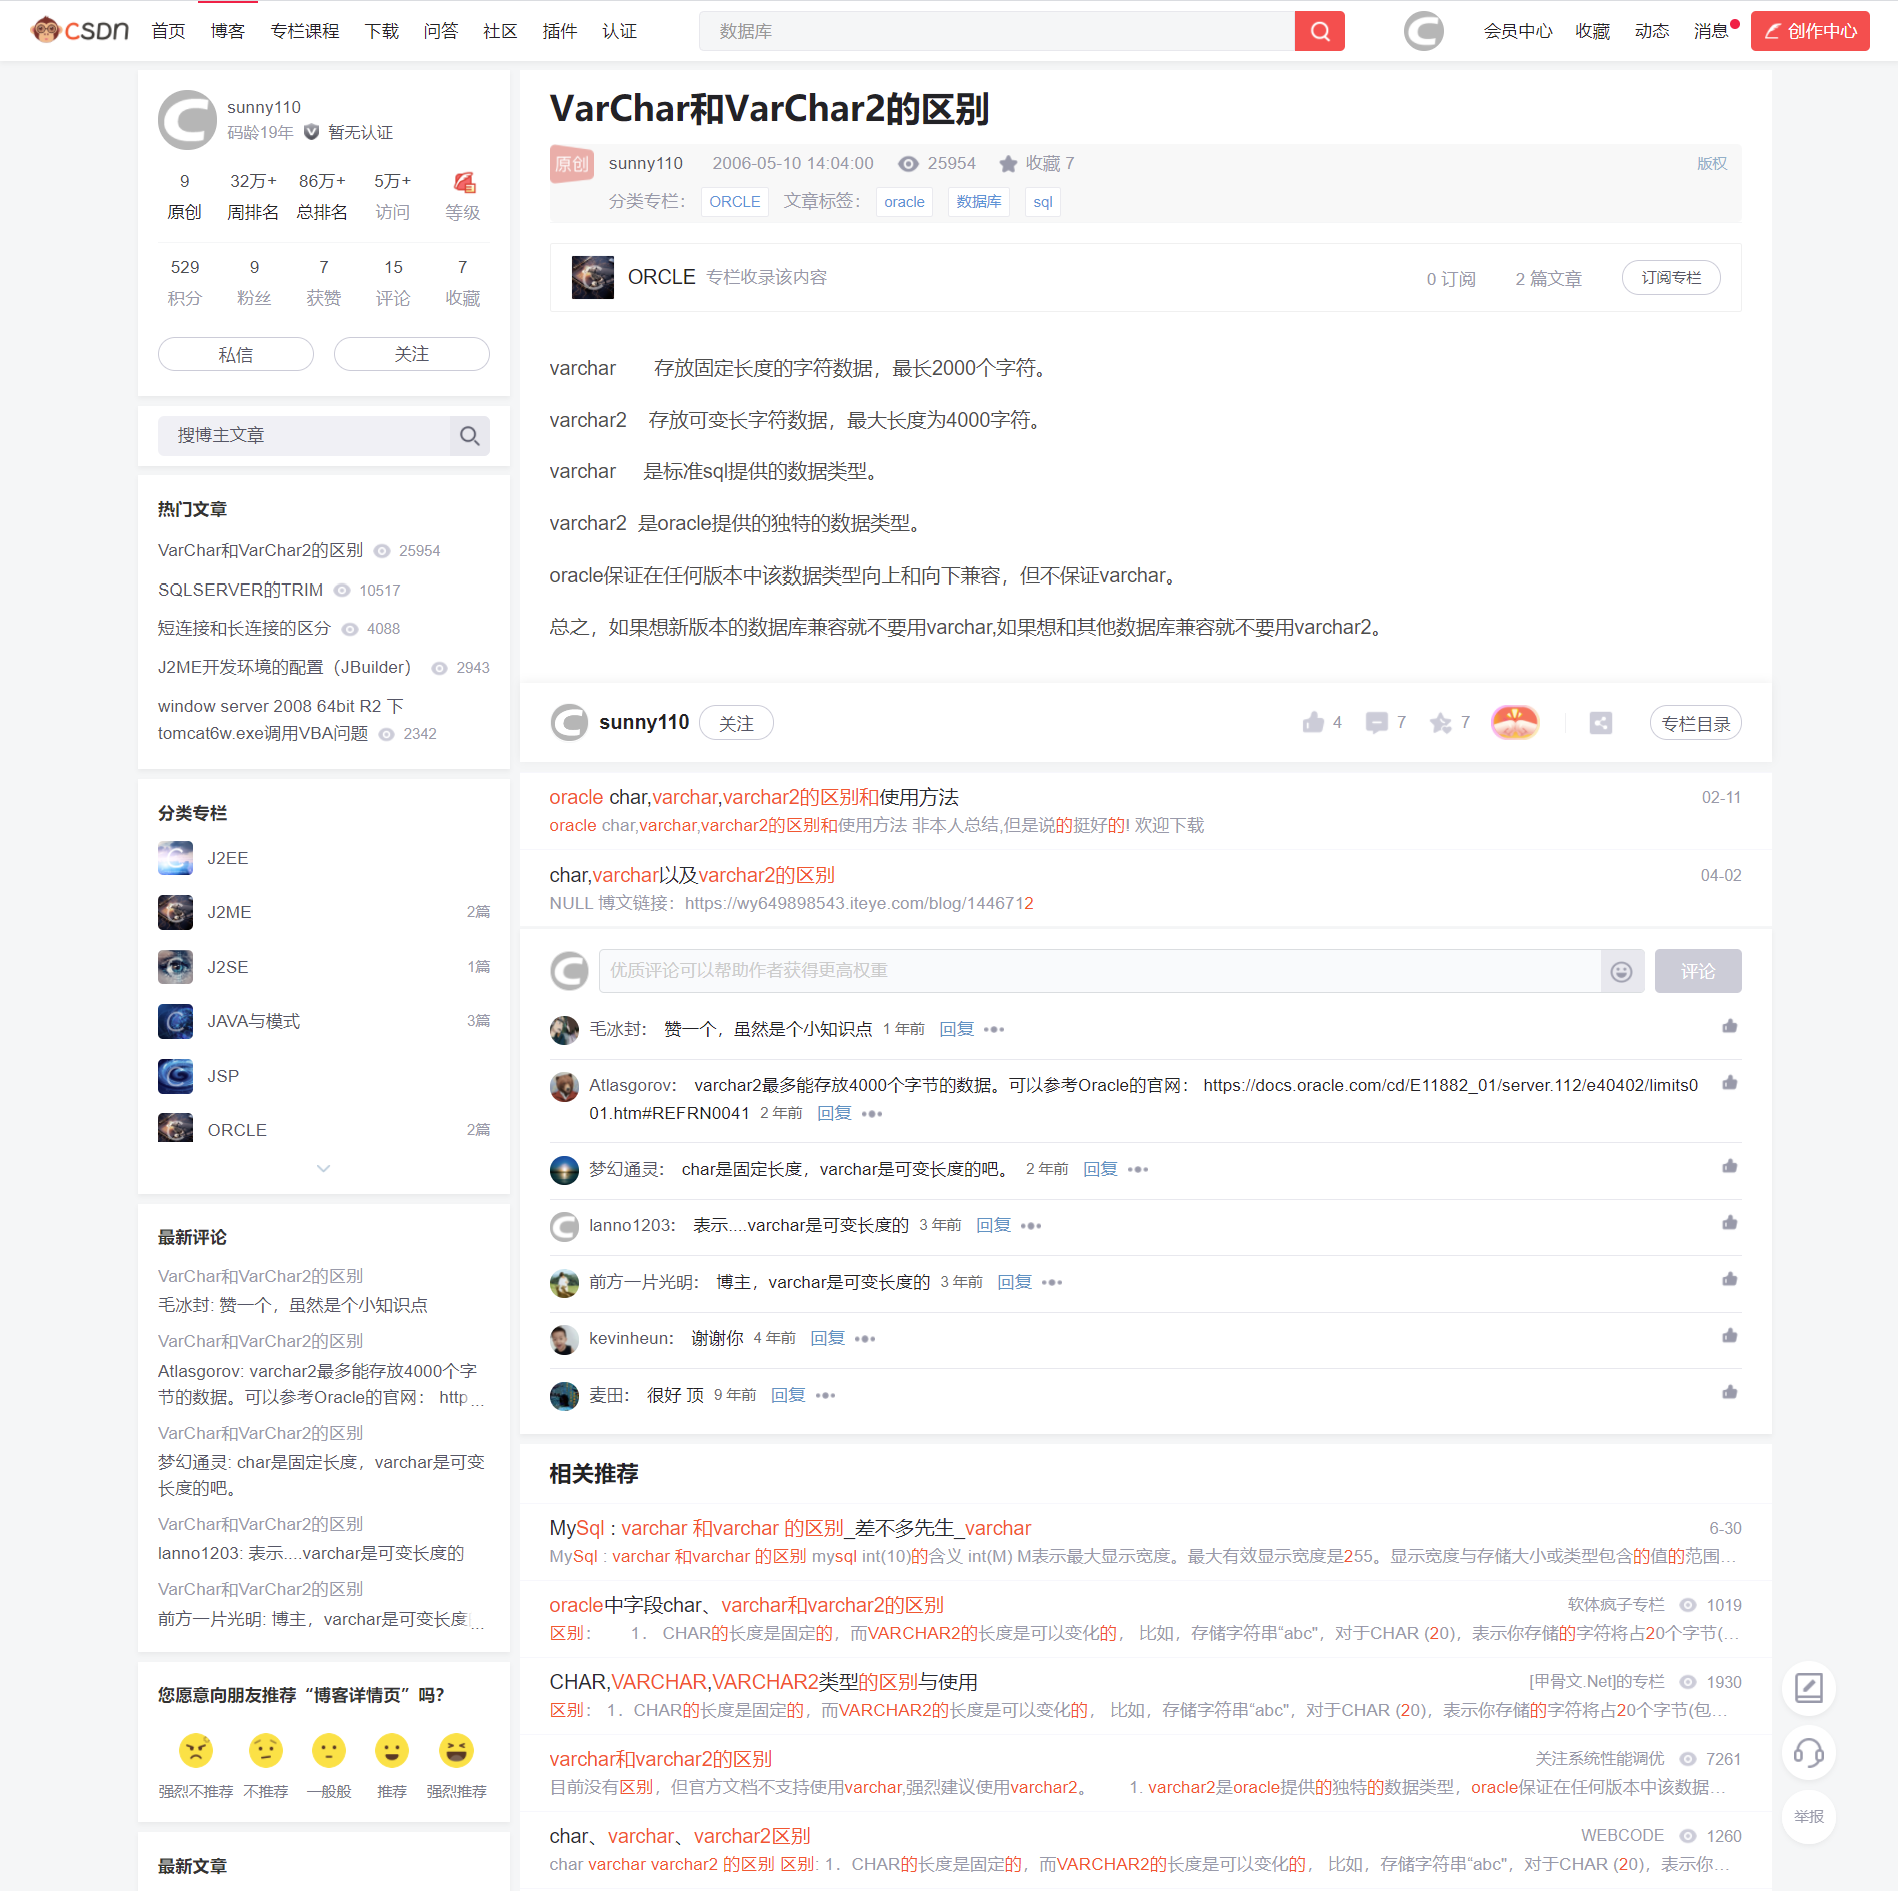 CSDN 首页 博客 专栏课程 下载 问答 社区 插件 认证 数据库 会员中心 收藏 动态 消息 创作中心
sunny110
码龄19年 暂无认证
9 32万+ 86万+ 5万+
原创 周排名 总排名 访问 等级
529 9 7 15 7
积分 粉丝 获赞 评论 收藏
私信 关注
搜博主文章
热门文章
VarChar和VarChar2的区别 25954
SQLSERVER的TRIM 10517
短连接和长连接的区分 4088
J2ME开发环境的配置（JBuilder） 2943
window server 2008 64bit R2 下
tomcat6w.exe调用VBA问题 2342
分类专栏
J2EE
J2ME 2篇
J2SE 1篇
JAVA与模式 3篇
JSP
ORCLE 2篇
最新评论
VarChar和VarChar2的区别
毛冰封: 赞一个，虽然是个小知识点
VarChar和VarChar2的区别
Atlasgorov: varchar2最多能存放4000个字
节的数据。可以参考Oracle的官网： http...
VarChar和VarChar2的区别
梦幻通灵: char是固定长度，varchar是可变
长度的吧。
VarChar和VarChar2的区别
lanno1203: 表示....varchar是可变长度的
VarChar和VarChar2的区别
前方一片光明: 博主，varchar是可变长度...
您愿意向朋友推荐“博客详情页”吗？
强烈不推荐 不推荐 一般般 推荐 强烈推荐
最新文章
VarChar和VarChar2的区别
原创 sunny110 2006-05-10 14:04:00 25954 收藏 7 版权
分类专栏： ORCLE 文章标签： oracle 数据库 sql
ORCLE 专栏收录该内容 0 订阅 2 篇文章 订阅专栏
varchar 存放固定长度的字符数据，最长2000个字符。
varchar2 存放可变长字符数据，最大长度为4000字符。
varchar 是标准sql提供的数据类型。
varchar2 是oracle提供的独特的数据类型。
oracle保证在任何版本中该数据类型向上和向下兼容，但不保证varchar。
总之，如果想新版本的数据库兼容就不要用varchar,如果想和其他数据库兼容就不要用varchar2。
sunny110 关注 4 7 7 专栏目录
oracle char,varchar,varchar2的区别和使用方法 02-11
oracle char,varchar,varchar2的区别和使用方法 非本人总结,但是说的挺好的! 欢迎下载
char,varchar以及varchar2的区别 04-02
NULL 博文链接：https://wy649898543.iteye.com/blog/1446712
优质评论可以帮助作者获得更高权重 评论
毛冰封： 赞一个，虽然是个小知识点 1 年前 回复
Atlasgorov： varchar2最多能存放4000个字节的数据。可以参考Oracle的官网： https://docs.oracle.com/cd/E11882_01/server.112/e40402/limits0
01.htm#REFRN0041 2 年前 回复
梦幻通灵： char是固定长度，varchar是可变长度的吧。 2 年前 回复
lanno1203： 表示....varchar是可变长度的 3 年前 回复
前方一片光明： 博主，varchar是可变长度的 3 年前 回复
kevinheun： 谢谢你 4 年前 回复
麦田： 很好 顶 9 年前 回复
相关推荐
MySql : varchar 和varchar 的区别_差不多先生_varchar 6-30
MySql : varchar 和varchar 的区别 mysql int(10)的含义 int(M) M表示最大显示宽度。最大有效显示宽度是255。显示宽度与存储大小或类型包含的值的范围...
oracle中字段char、varchar和varchar2的区别 软体疯子专栏 1019
区别： 1． CHAR的长度是固定的，而VARCHAR2的长度是可以变化的， 比如，存储字符串“abc"，对于CHAR (20)，表示你存储的字符将占20个字节(...
CHAR,VARCHAR,VARCHAR2类型的区别与使用 [甲骨文.Net]的专栏 1930
区别： 1．CHAR的长度是固定的，而VARCHAR2的长度是可以变化的， 比如，存储字符串“abc"，对于CHAR (20)，表示你存储的字符将占20个字节(包...
varchar和varchar2的区别 关注系统性能调优 7261
目前没有区别，但官方文档不支持使用varchar,强烈建议使用varchar2。 1. varchar2是oracle提供的独特的数据类型，oracle保证在任何版本中该数据...
char、varchar、varchar2区别 WEBCODE 1260
char varchar varchar2 的区别 区别: 1．CHAR的长度是固定的，而VARCHAR2的长度是可以变化的， 比如，存储字符串“abc"，对于CHAR (20)，表示你...
举报